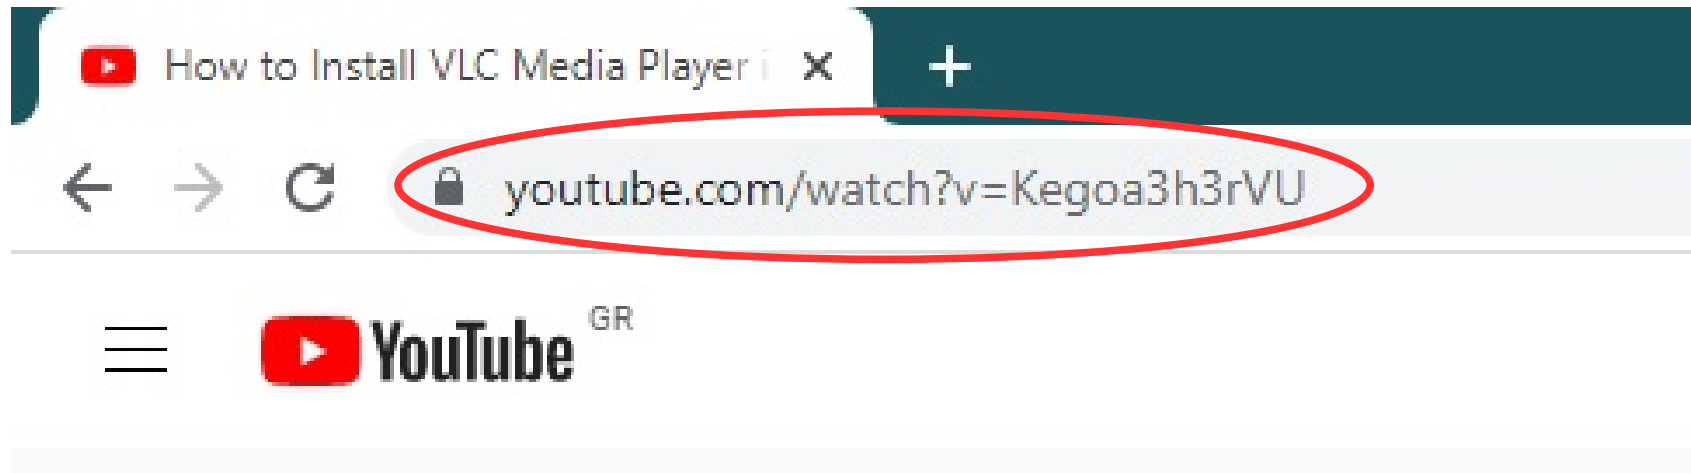 How to Install VLC Media Player
youtube.com/watch?v=Kegoa3h3rVU
YouTube GR